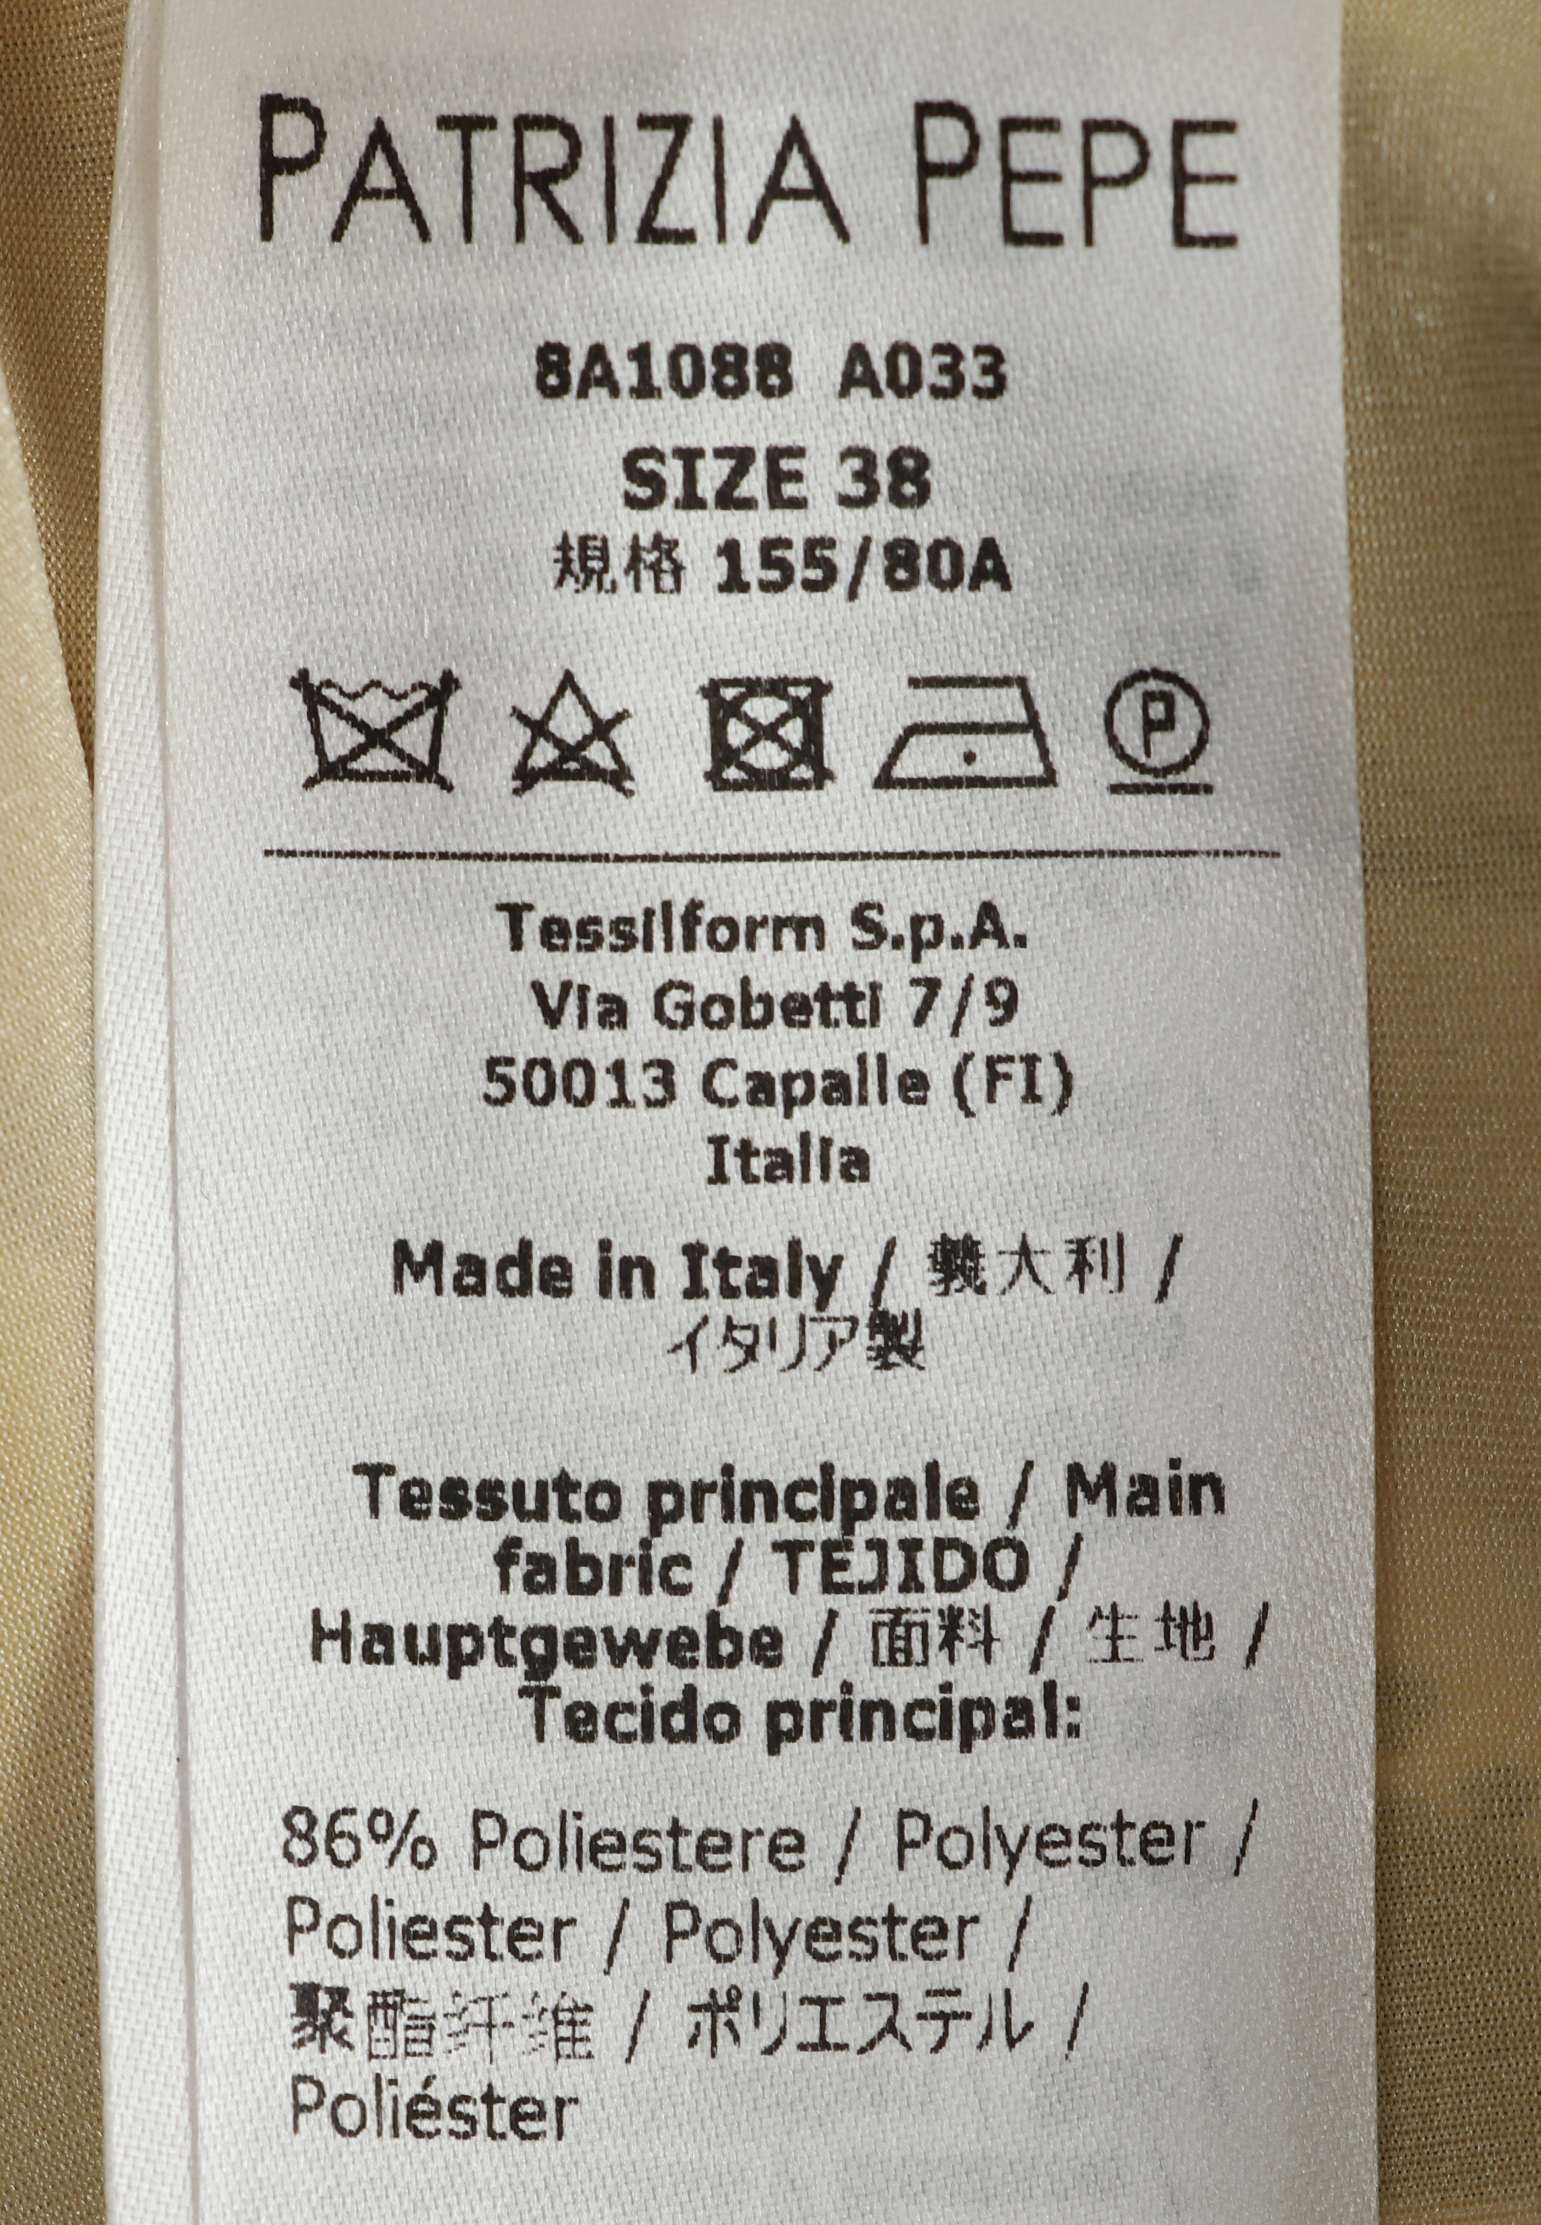 PATRIZIA PEPE
8A1088 A033
SIZE 38
規格 155/80A
P
Tessilform S.p.A.
Via Gobetti 7/9
50013 Capalle (FI)
Italia
Made in Italy / 義大利 /
イタリア製
Tessuto principale / Main
fabric / TEJIDO /
Hauptgewebe / 面料 / 生地 /
Tecido principal:
86% Poliestere / Polyester /
Poliester / Polyester /
聚酯纤维 / ポリエステル /
Poliéster